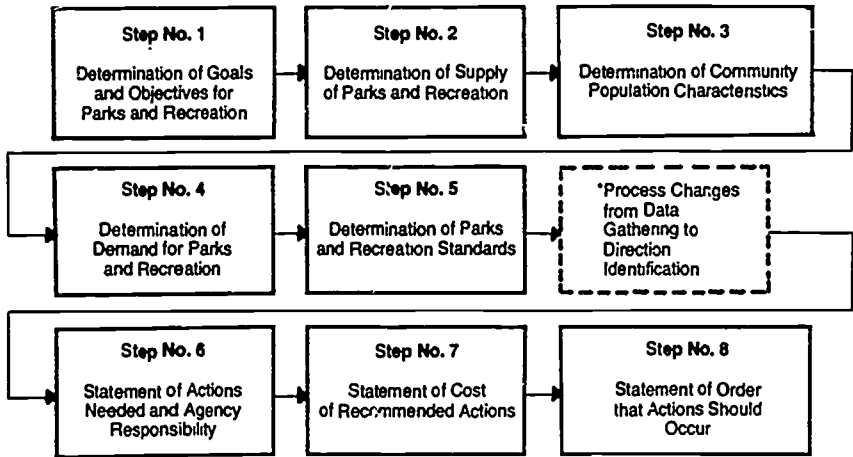 Step No. 1
Determination of Goals
and Objectives for
Parks and Recreation
Step No. 2
Determination of Supply
of Parks and Recreation
Step No. 3
Determination of Community
Population Characteristics
Step No. 4
Determination of
Demand for Parks
and Recreation
Step No. 5
Determination of Parks
and Recreation Standards
*Process Changes
from Data
Gathering to
Direction
Identification
Step No. 6
Statement of Actions
Needed and Agency
Responsibility
Step No. 7
Statement of Cost
of Recommended Actions
Step No. 8
Statement of Order
that Actions Should
Occur